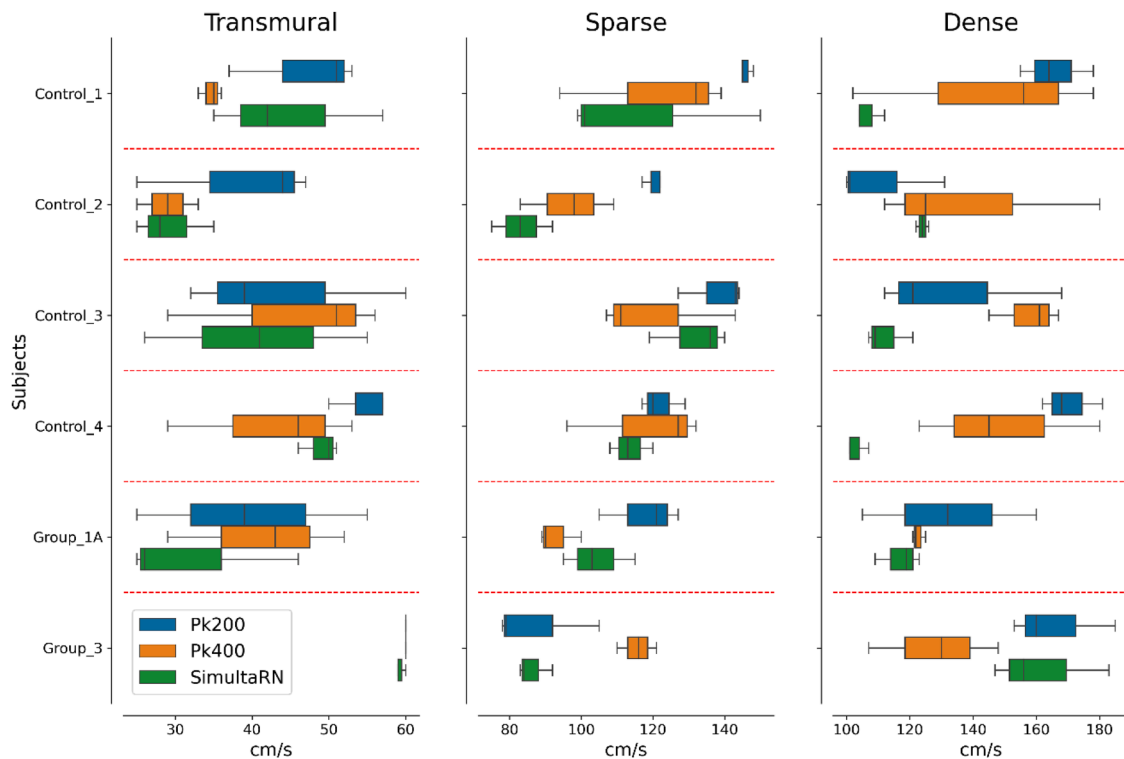 Transmural
Sparse
Dense
Subjects
Control_1
Control_2
Control_3
Control_4
Group_1A
Group_3
Pk200
Pk400
SimultaRN
30 40 50 60
80 100 120 140
100 120 140 160 180
cm/s
cm/s
cm/s